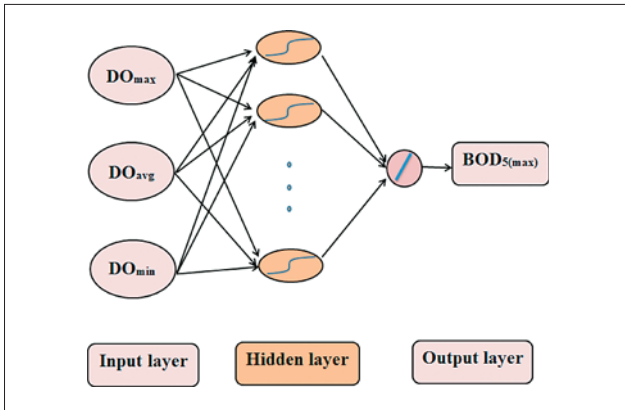 DOmax
DOavg
DOmin
BOD5(max)
Input layer
Hidden layer
Output layer